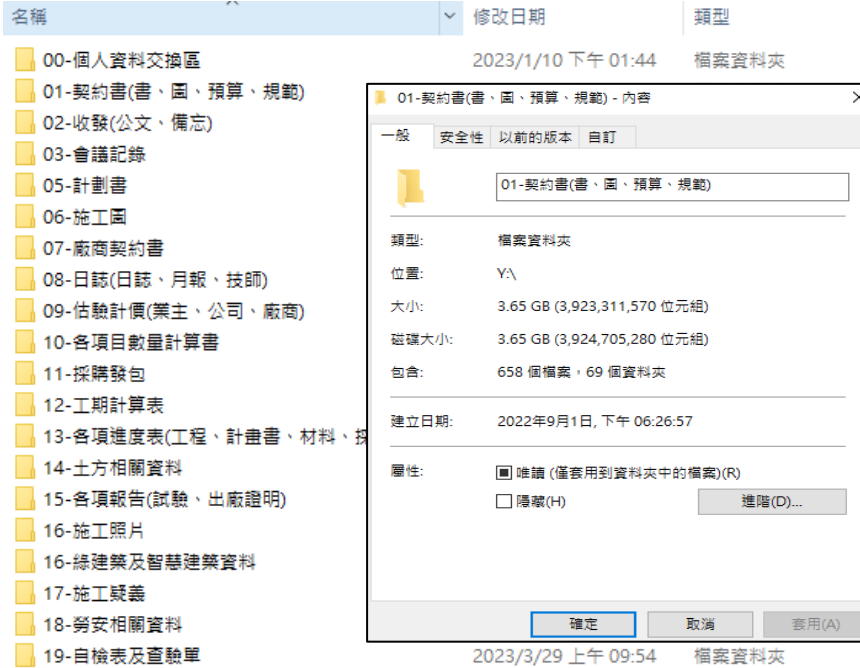 名稱 修改日期 類型
00-個人資料交換區 2023/1/10 下午 01:44 檔案資料夾
01-契約書(書、圖、預算、規範)
02-收發(公文、備忘)
03-會議記錄
05-計劃書
06-施工圖
07-廠商契約書
08-日誌(日誌、月報、技師)
09-估驗計價(業主、公司、廠商)
10-各項目數量計算書
11-採購發包
12-工期計算表
13-各項進度表(工程、計畫書、材料、採
14-土方相關資料
15-各項報告(試驗、出廠證明)
16-施工照片
16-綠建築及智慧建築資料
17-施工疑義
18-勞安相關資料
19-自檢表及查驗單 2023/3/29 上午 09:54 檔案資料夾
01-契約書(書、圖、預算、規範) - 內容
一般 安全性 以前的版本 自訂
01-契約書(書、圖、預算、規範)
類型: 檔案資料夾
位置: Y:\
大小: 3.65 GB (3,923,311,570 位元組)
磁碟大小: 3.65 GB (3,924,705,280 位元組)
包含: 658 個檔案，69 個資料夾
建立日期: 2022年9月1日, 下午 06:26:57
屬性: 唯讀 (僅套用到資料夾中的檔案)(R)
隱藏(H) 進階(D)...
確定 取消 套用(A)